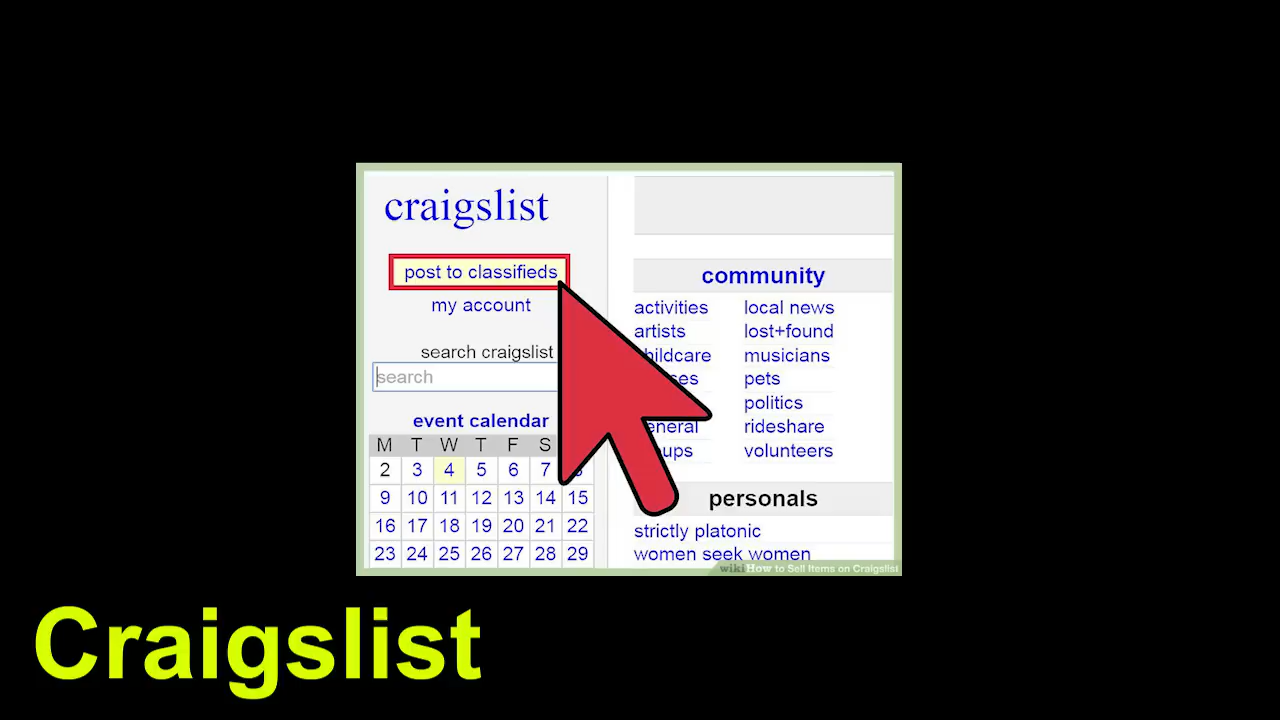 craigslist
post to classifieds
my account
search craigslist
search
event calendar
M T W T F S
2 3 4 5 6 7
9 10 11 12 13 14 15
16 17 18 19 20 21 22
23 24 25 26 27 28 29
community
activities local news
artists lost+found
musicians
pets
politics
rideshare
volunteers
personals
strictly platonic
women seek women
wikiHow to Sell Items on Craigslist
Craigslist